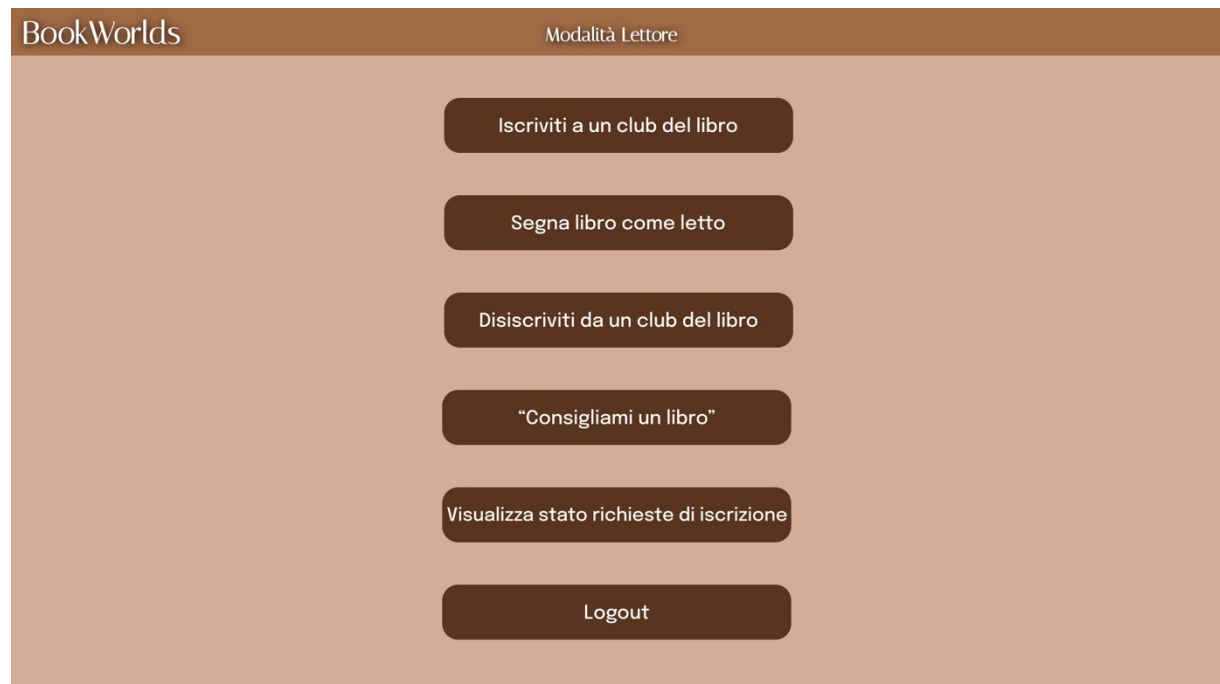 BookWorlds
Modalità Lettore
Iscriviti a un club del libro
Segna libro come letto
Disiscriviti da un club del libro
“Consigliami un libro”
Visualizza stato richieste di iscrizione
Logout